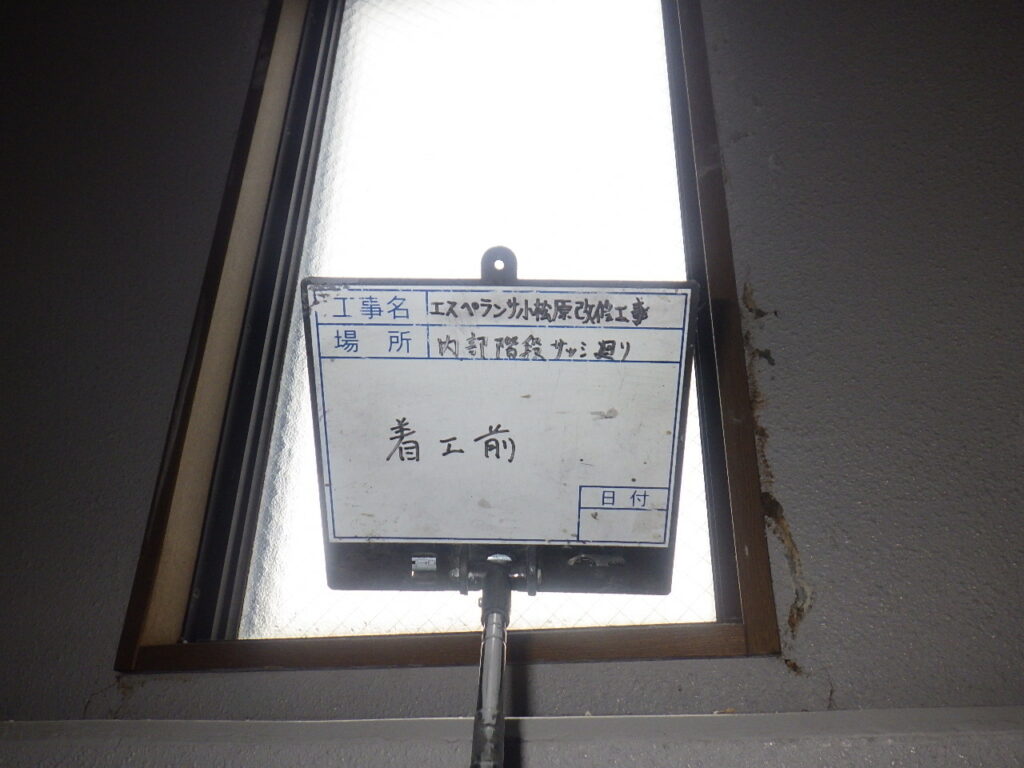 工事名 エスペランサ小桧原改修工事
場所 内部階段サッシ廻り
着工前
日付